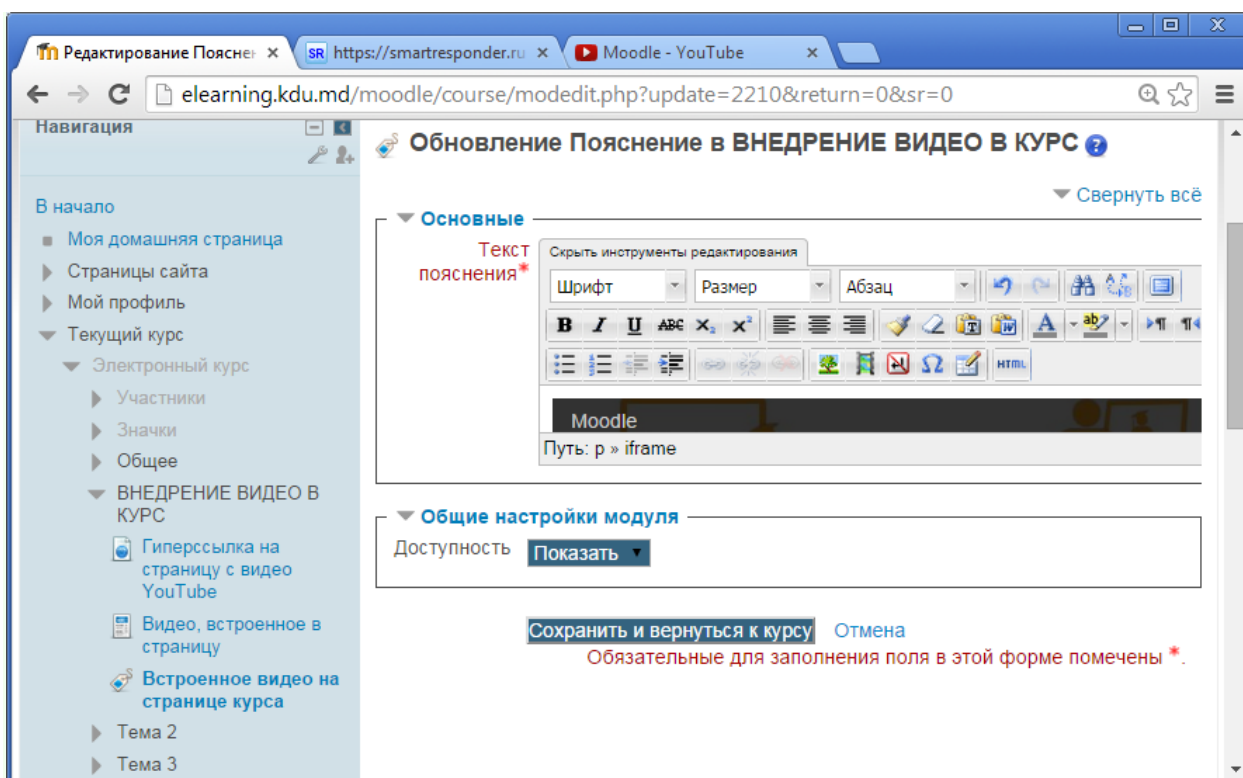 Редактирование Поясне
SR https://smartresponder.ru
Moodle - YouTube
elearning.kdu.md/moodle/course/modedit.php?update=2210&return=0&sr=0
Навигация
В начало
Моя домашняя страница
Страницы сайта
Мой профиль
Текущий курс
Электронный курс
Участники
Значки
Общее
ВНЕДРЕНИЕ ВИДЕО В
КУРС
Гиперссылка на
страницу с видео
YouTube
Видео, встроенное в
страницу
Встроенное видео на
странице курса
Тема 2
Тема 3
Обновление Пояснение в ВНЕДРЕНИЕ ВИДЕО В КУРС
Свернуть всё
Основные
Текст
пояснения*
Скрыть инструменты редактирования
Шрифт Размер Абзац
B I U ABC X₂ X² T W A ab
Ω HTML
Moodle
Путь: p » iframe
Общие настройки модуля
Доступность Показать
Сохранить и вернуться к курсу Отмена
Обязательные для заполнения поля в этой форме помечены *.